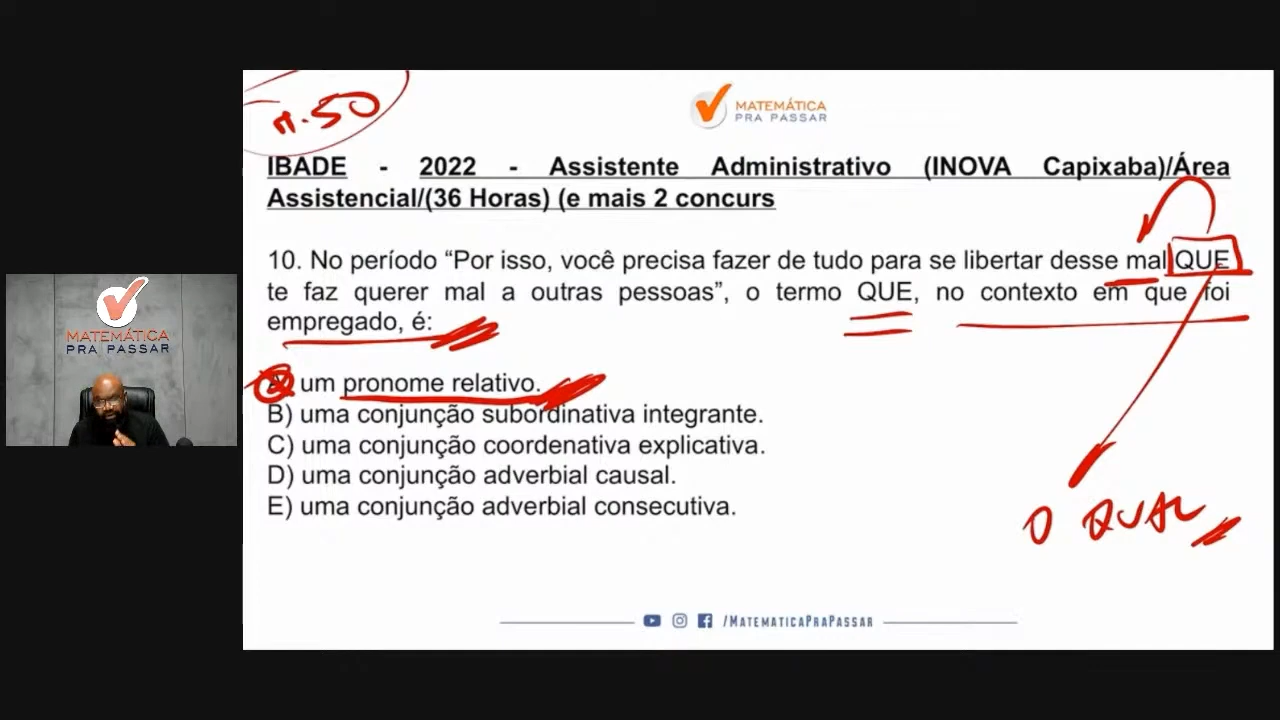 π.50
MATEMÁTICA
PRA PASSAR
IBADE - 2022 - Assistente Administrativo (INOVA Capixaba)/Área
Assistencial/(36 Horas) (e mais 2 concurs
10. No período “Por isso, você precisa fazer de tudo para se libertar desse mal QUE
te faz querer mal a outras pessoas”, o termo QUE, no contexto em que foi
empregado, é:
A) um pronome relativo.
B) uma conjunção subordinativa integrante.
C) uma conjunção coordenativa explicativa.
D) uma conjunção adverbial causal.
E) uma conjunção adverbial consecutiva.
O QUAL
/MATEMATICAPRAPASSAR
MATEMÁTICA
PRA PASSAR